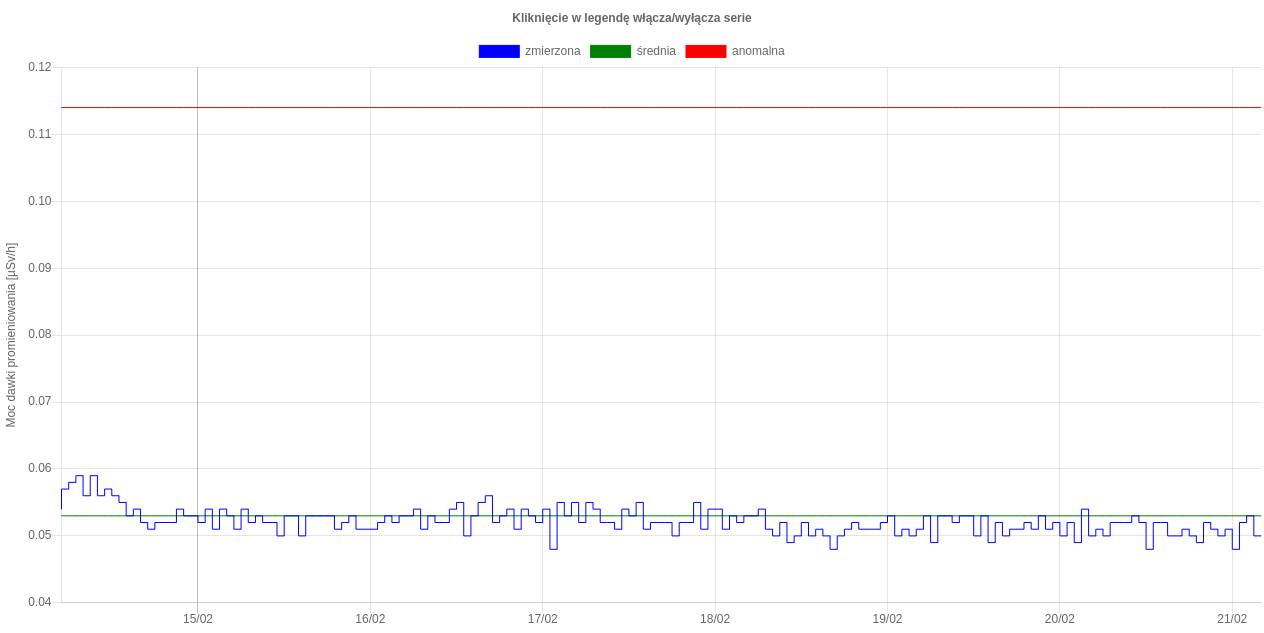 Kliknięcie w legendę włącza/wyłącza serie
zmierzona średnia anomalna
Moc dawki promieniowania [µSv/h]
0.12
0.11
0.10
0.09
0.08
0.07
0.06
0.05
0.04
15/02 16/02 17/02 18/02 19/02 20/02 21/02